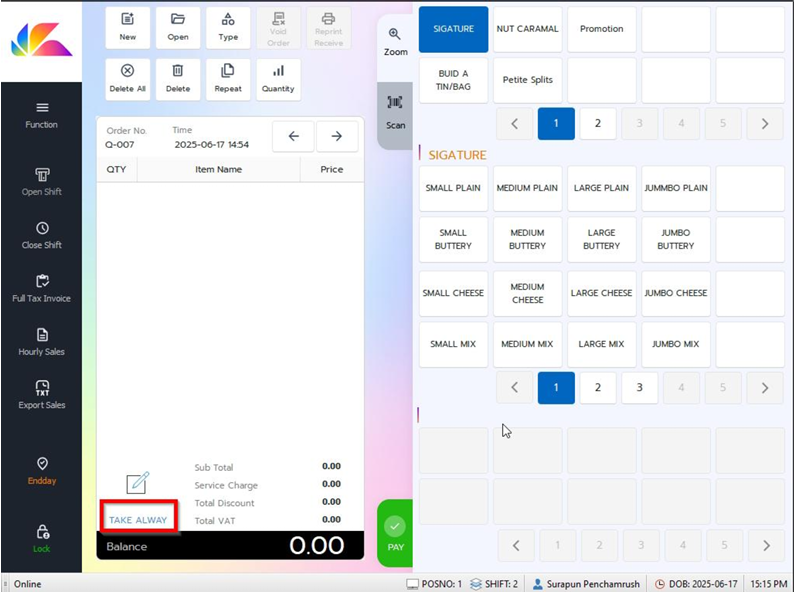 New
Open
Type
Void
Order
Reprint
Receive
Delete All
Delete
Repeat
Quantity
Zoom
Scan
Function
Open Shift
Close Shift
Full Tax Invoice
Hourly Sales
TXT
Export Sales
Endday
Lock
Order No.
Q-007
Time
2025-06-17 14:54
QTY Item Name Price
Sub Total 0.00
Service Charge 0.00
Total Discount 0.00
TAKE ALWAY
Total VAT 0.00
Balance 0.00
PAY
SIGATURE
NUT CARAMAL
Promotion
BUID A
TIN/BAG
Petite Splits
1 2 3 4 5
SIGATURE
SMALL PLAIN
MEDIUM PLAIN
LARGE PLAIN
JUMMBO PLAIN
SMALL
BUTTERY
MEDIUM
BUTTERY
LARGE
BUTTERY
JUMBO
BUTTERY
SMALL CHEESE
MEDIUM
CHEESE
LARGE CHEESE
JUMBO CHEESE
SMALL MIX
MEDIUM MIX
LARGE MIX
JUMBO MIX
1 2 3 4 5
1 2 3 4 5
Online
POSNO: 1
SHIFT: 2
Surapun Penchamrush
DOB: 2025-06-17
15:15 PM